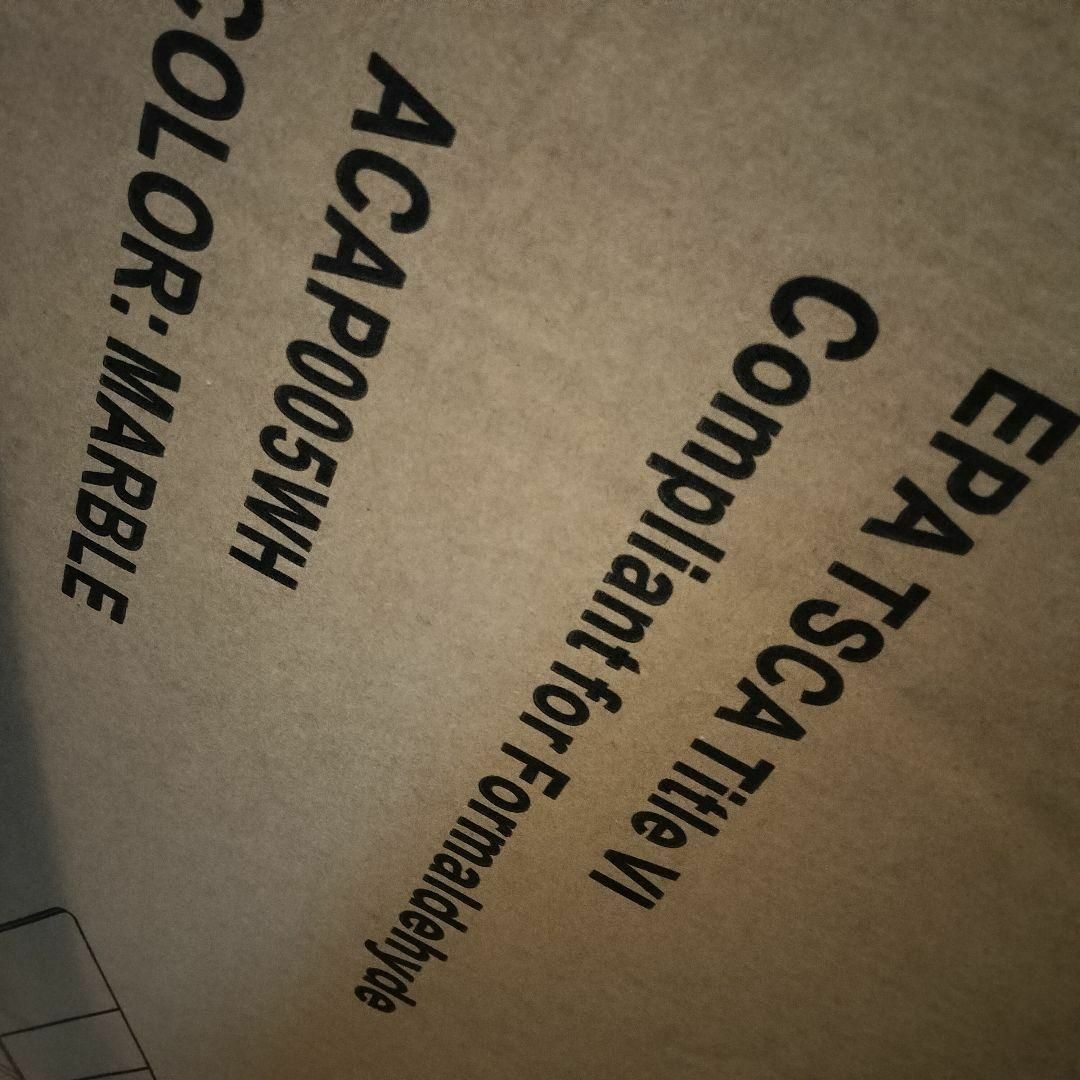 EPA TSCA Title VI
Compliant for Formaldehyde
ACAP005WH
COLOR: MARBLE